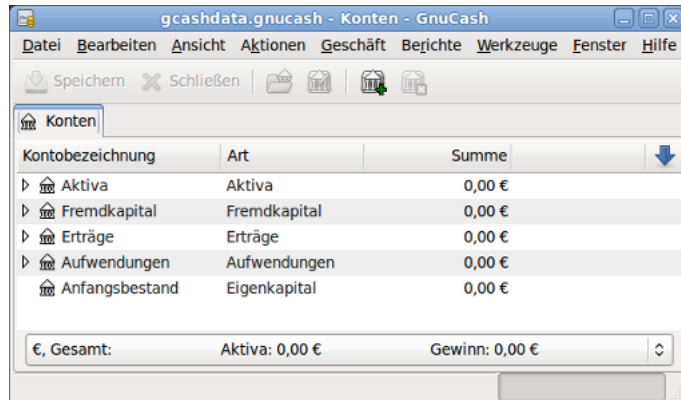 gcashdata.gnucash - Konten - GnuCash
Datei Bearbeiten Ansicht Aktionen Geschäft Berichte Werkzeuge Fenster Hilfe
Speichern Schließen
Konten
Kontobezeichnung Art Summe
Aktiva Aktiva 0,00 €
Fremdkapital Fremdkapital 0,00 €
Erträge Erträge 0,00 €
Aufwendungen Aufwendungen 0,00 €
Anfangsbestand Eigenkapital 0,00 €
€, Gesamt: Aktiva: 0,00 € Gewinn: 0,00 €